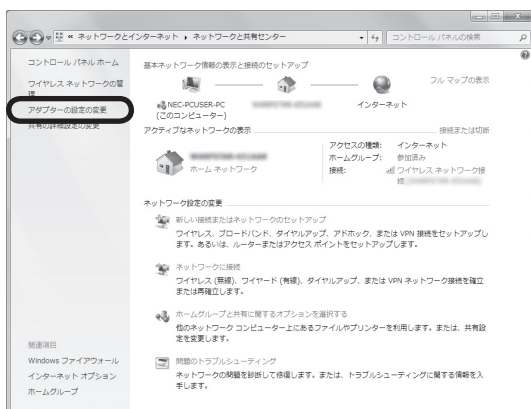 « ネットワークとインターネット ▸ ネットワークと共有センター
コントロール パネルの検索
コントロール パネル ホーム
ワイヤレス ネットワークの管
理
アダプターの設定の変更
共有の詳細設定の変更
関連項目
Windows ファイアウォール
インターネット オプション
ホームグループ
基本ネットワーク情報の表示と接続のセットアップ
フル マップの表示
NEC-PCUSER-PC
(このコンピューター)
インターネット
アクティブなネットワークの表示
接続または切断
ホーム ネットワーク
アクセスの種類: インターネット
ホームグループ: 参加済み
接続: ワイヤレス ネットワーク接
続
ネットワーク設定の変更
新しい接続またはネットワークのセットアップ
ワイヤレス、ブロードバンド、ダイヤルアップ、アドホック、または VPN 接続をセットアップし
ます。あるいは、ルーターまたはアクセス ポイントをセットアップします。
ネットワークに接続
ワイヤレス (無線)、ワイヤード (有線)、ダイヤルアップ、または VPN ネットワーク接続を確立
または再確立します。
ホームグループと共有に関するオプションを選択する
他のネットワーク コンピューター上にあるファイルやプリンターを利用します。または、共有設
定を変更します。
問題のトラブルシューティング
ネットワークの問題を診断して修復します。または、トラブルシューティングに関する情報を入
手します。